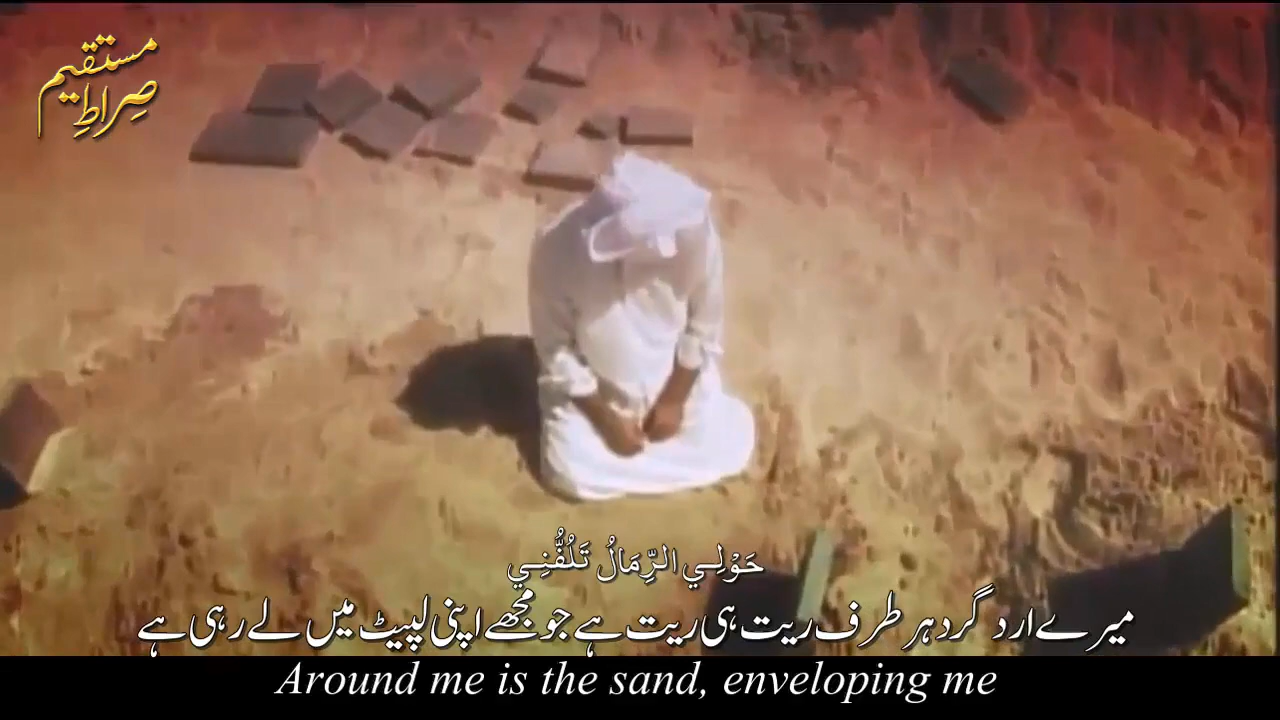 صِراطِ مستقیم
حَوْلِي الرِّمَالُ تَلُفُّنِي
میرے ارد گرد ہر طرف ریت ہی ریت ہے جو مجھے اپنی لپیٹ میں لے رہی ہے
Around me is the sand, enveloping me